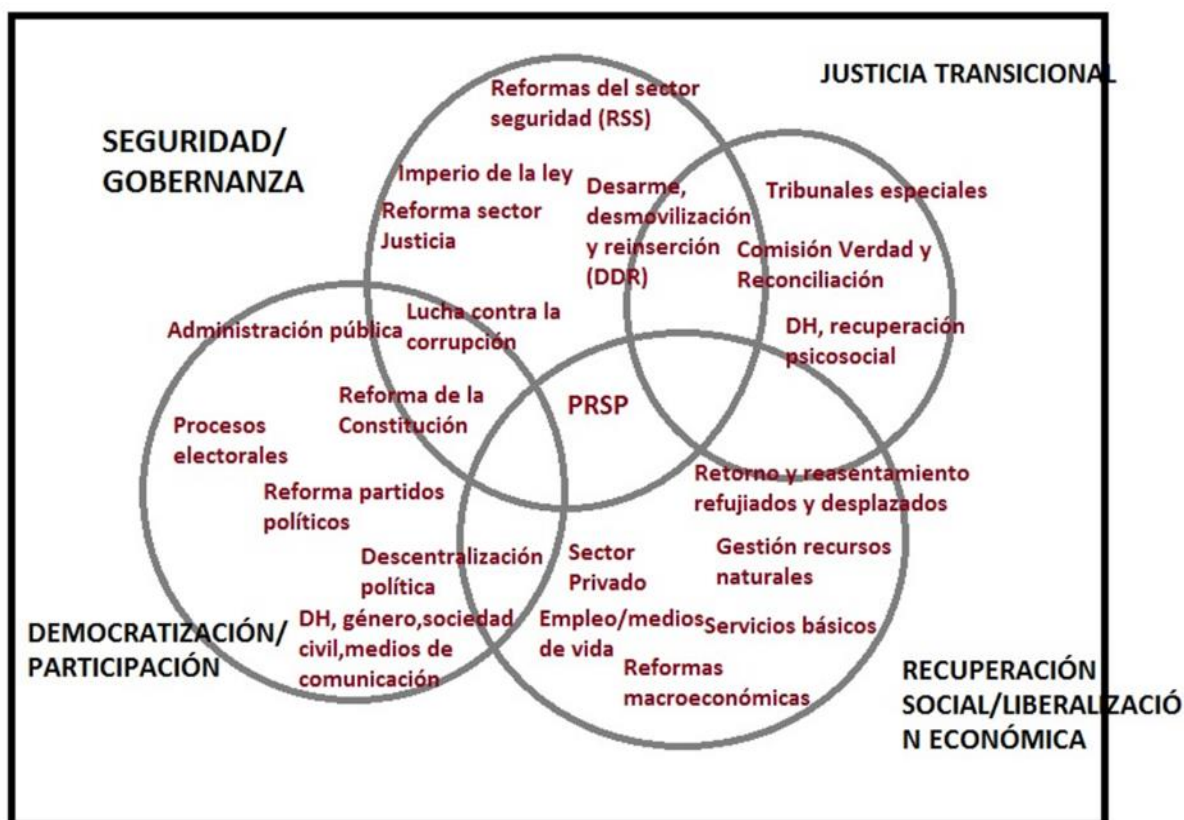 JUSTICIA TRANSICIONAL
SEGURIDAD/
GOBERNANZA
Reformas del sector
seguridad (RSS)
Imperio de la ley
Reforma sector
Justicia
Desarme,
desmovilización
y reinserción
(DDR)
Tribunales especiales
Comisión Verdad y
Reconciliación
DH, recuperación
psicosocial
Lucha contra la
corrupción
Administración pública
Reforma de la
Constitución
PRSP
Procesos
electorales
Reforma partidos
políticos
Descentralización
política
DH, género,sociedad
civil,medios de
comunicación
Retorno y reasentamiento
refujiados y desplazados
Sector
Privado
Gestión recursos
naturales
Empleo/medios
de vida
Servicios básicos
Reformas
macroeconómicas
DEMOCRATIZACIÓN/
PARTICIPACIÓN
RECUPERACIÓN
SOCIAL/LIBERALIZACIÓ
N ECONÓMICA